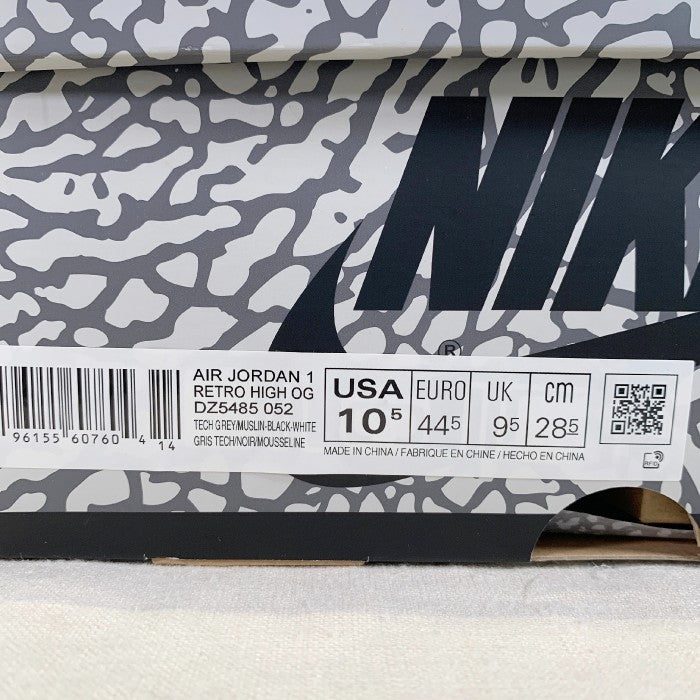 NIK
®
96155 60760 4 14
AIR JORDAN 1
RETRO HIGH OG
DZ5485 052
TECH GREY/MUSLIN-BLACK-WHITE
GRIS TECH/NOIR/MOUSSELINE
USA 10⁵
EURO 44⁵
UK 9⁵
cm 28⁵
MADE IN CHINA / FABRIQUE EN CHINE / HECHO EN CHINA
RFID